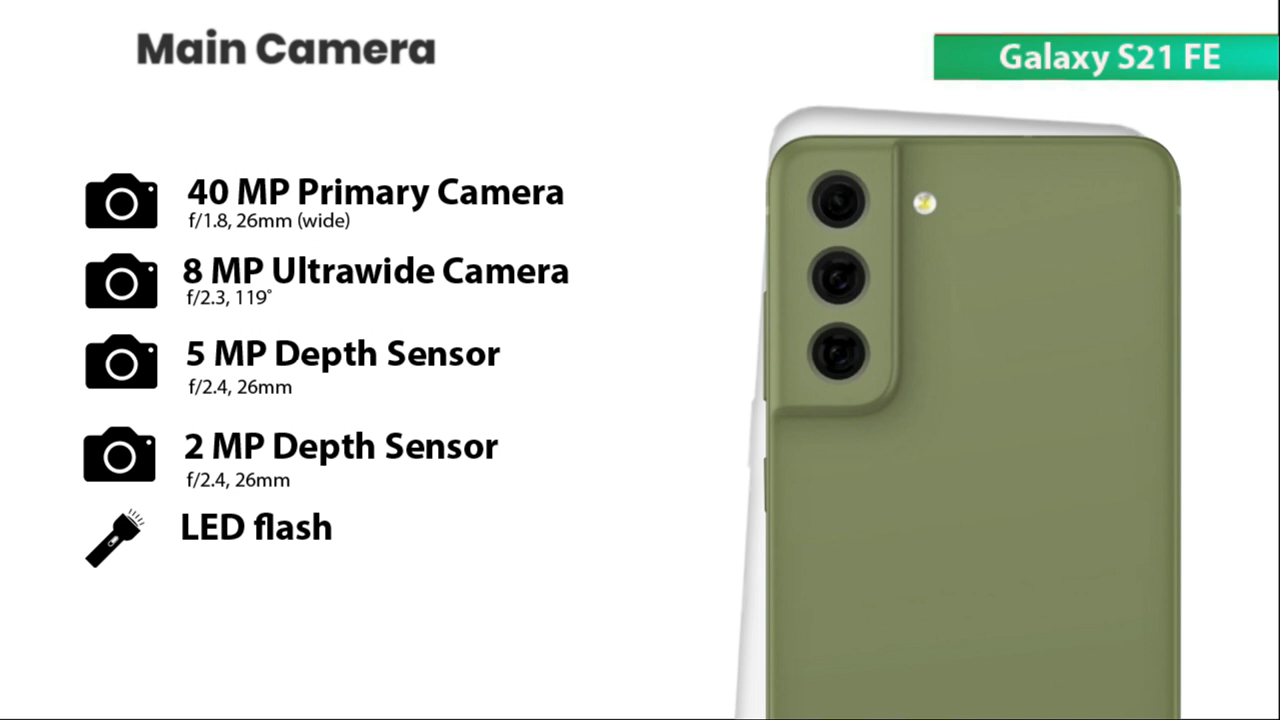 Main Camera
Galaxy S21 FE
40 MP Primary Camera
f/1.8, 26mm (wide)
8 MP Ultrawide Camera
f/2.3, 119˚
5 MP Depth Sensor
f/2.4, 26mm
2 MP Depth Sensor
f/2.4, 26mm
LED flash